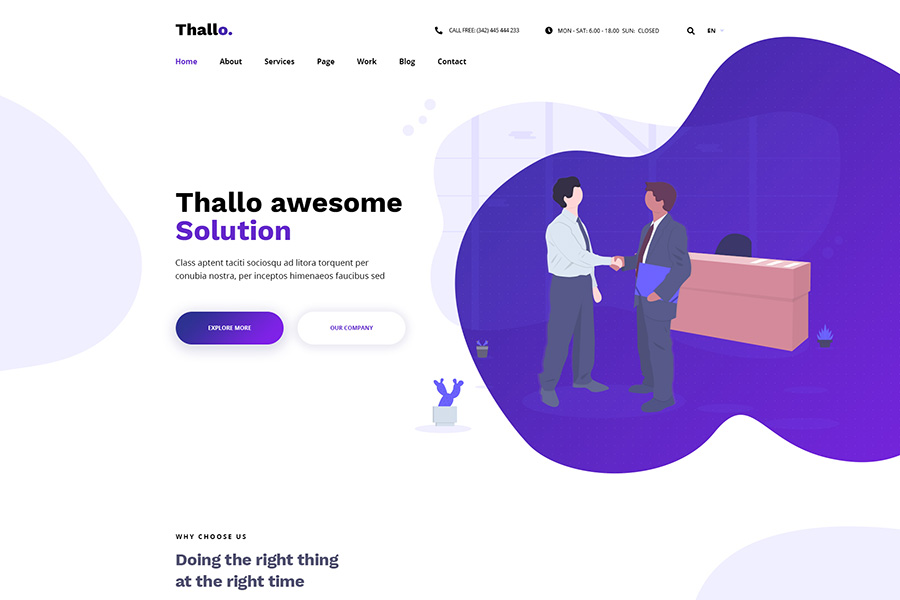 Thallo.
CALL FREE: (342) 445 444 233
MON - SAT: 6.00 - 18.00 SUN: CLOSED
EN
Home About Services Page Work Blog Contact
Thallo awesome
Solution
Class aptent taciti sociosqu ad litora torquent per
conubia nostra, per inceptos himenaeos faucibus sed
EXPLORE MORE
OUR COMPANY
WHY CHOOSE US
Doing the right thing
at the right time